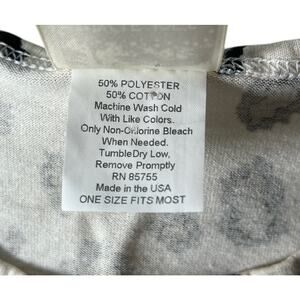 50% POLYESTER
50% COTTON
Machine Wash Cold
With Like Colors.
Only Non-Chlorine Bleach
When Needed.
TumbleDry Low,
Remove Promptly
RN 85755
Made in the USA
ONE SIZE FITS MOST